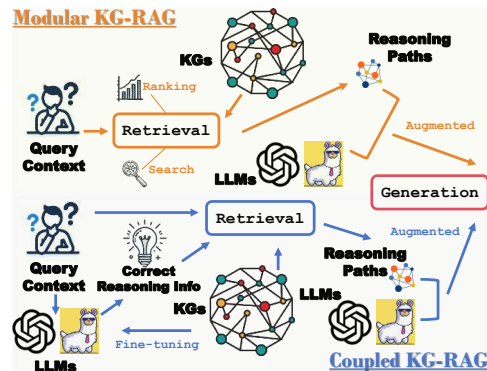 Modular KG-RAG
KGs
Reasoning
Paths
Ranking
Retrieval
Query
Context
Search
LLMs
Augmented
Generation
Query
Context
Correct
Reasoning Info
Retrieval
Augmented
Reasoning
Paths
KGs
LLMs
LLMs
Fine-tuning
Coupled KG-RAG